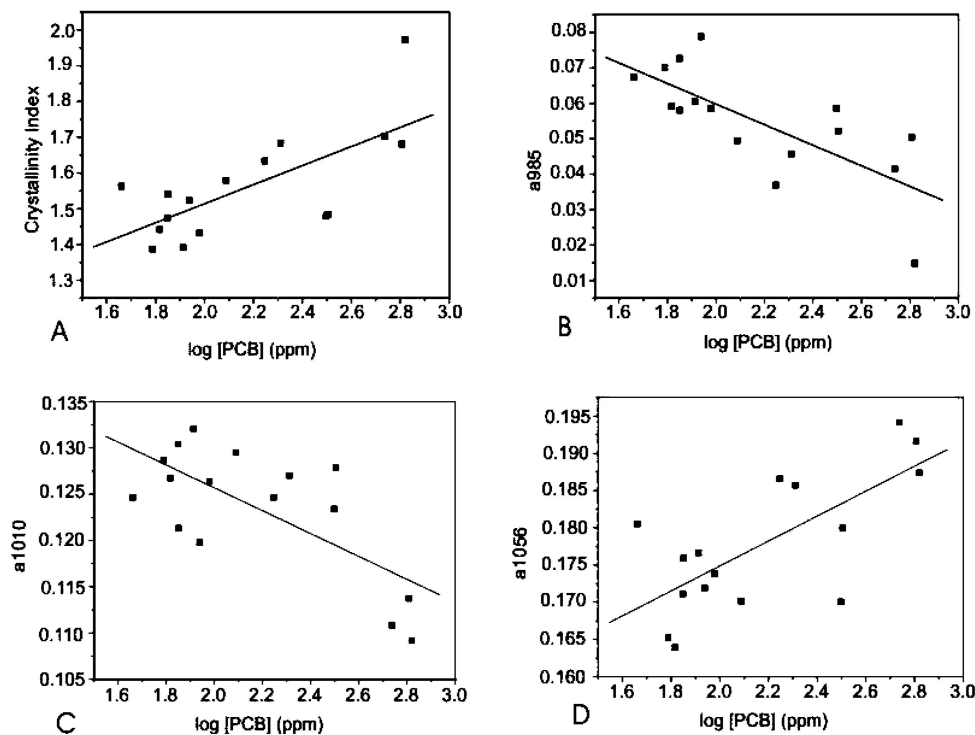 2.0
1.9
1.8
1.7
1.6
1.5
1.4
1.3
Crystallinity Index
1.6 1.8 2.0 2.2 2.4 2.6 2.8 3.0
A
log [PCB] (ppm)
0.08
0.07
0.06
0.05
0.04
0.03
0.02
0.01
a985
1.6 1.8 2.0 2.2 2.4 2.6 2.8 3.0
B
log [PCB] (ppm)
0.135
0.130
0.125
0.120
0.115
0.110
0.105
a1010
1.6 1.8 2.0 2.2 2.4 2.6 2.8 3.0
C
log [PCB] (ppm)
0.195
0.190
0.185
0.180
0.175
0.170
0.165
0.160
a1056
1.6 1.8 2.0 2.2 2.4 2.6 2.8 3.0
D
log [PCB] (ppm)